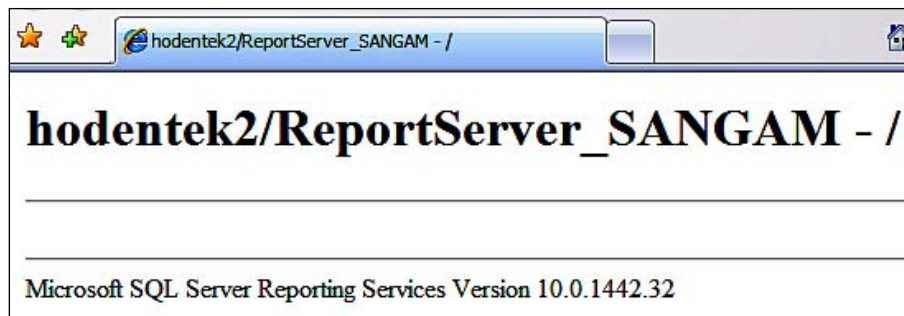 hodentek2/ReportServer_SANGAM - /
hodentek2/ReportServer_SANGAM - /
Microsoft SQL Server Reporting Services Version 10.0.1442.32